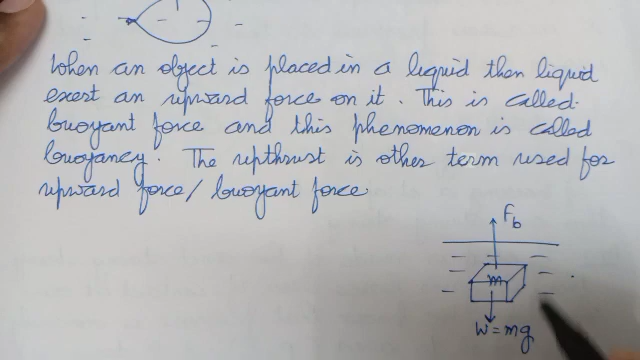 When an object is placed in a liquid then liquid
exert an upward force on it. This is called
buoyant force and this phenomenon is called
buoyancy. The upthrust is other term used for
upward force/ buoyant force
Fb
m
W = mg